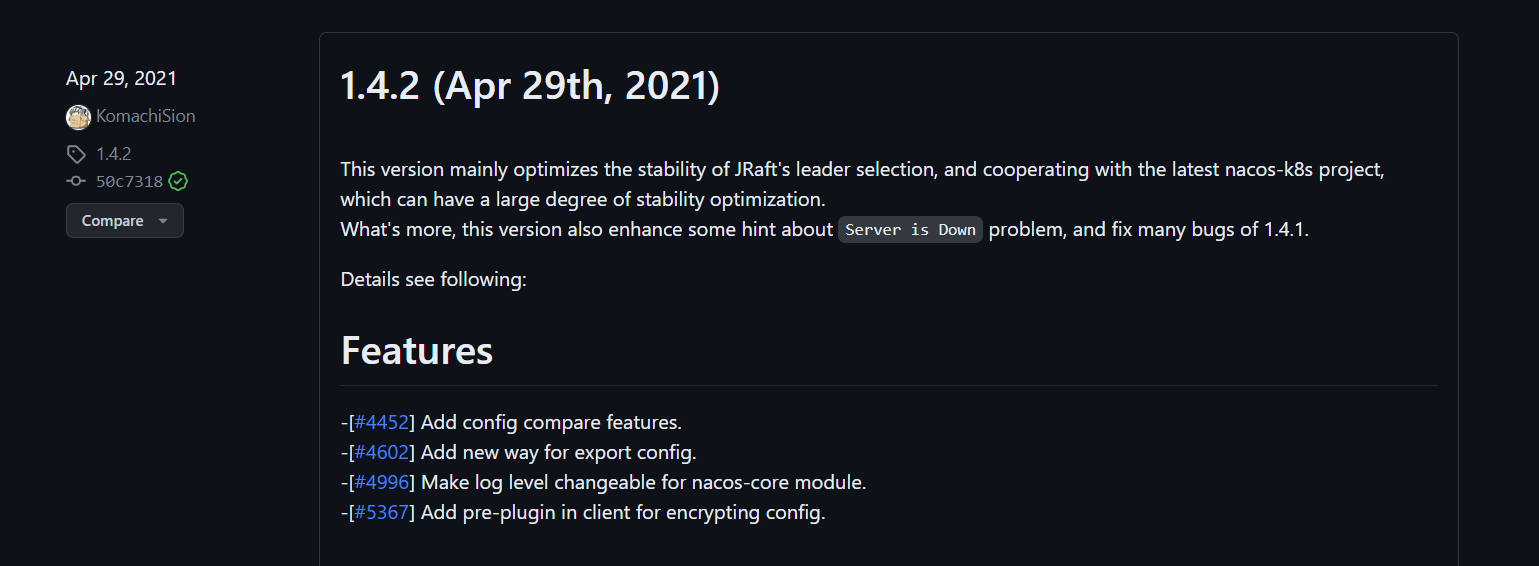 Apr 29, 2021
KomachiSion
1.4.2
50c7318
Compare
1.4.2 (Apr 29th, 2021)
This version mainly optimizes the stability of JRaft's leader selection, and cooperating with the latest nacos-k8s project,
which can have a large degree of stability optimization.
What's more, this version also enhance some hint about Server is Down problem, and fix many bugs of 1.4.1.
Details see following:
Features
-[#4452] Add config compare features.
-[#4602] Add new way for export config.
-[#4996] Make log level changeable for nacos-core module.
-[#5367] Add pre-plugin in client for encrypting config.